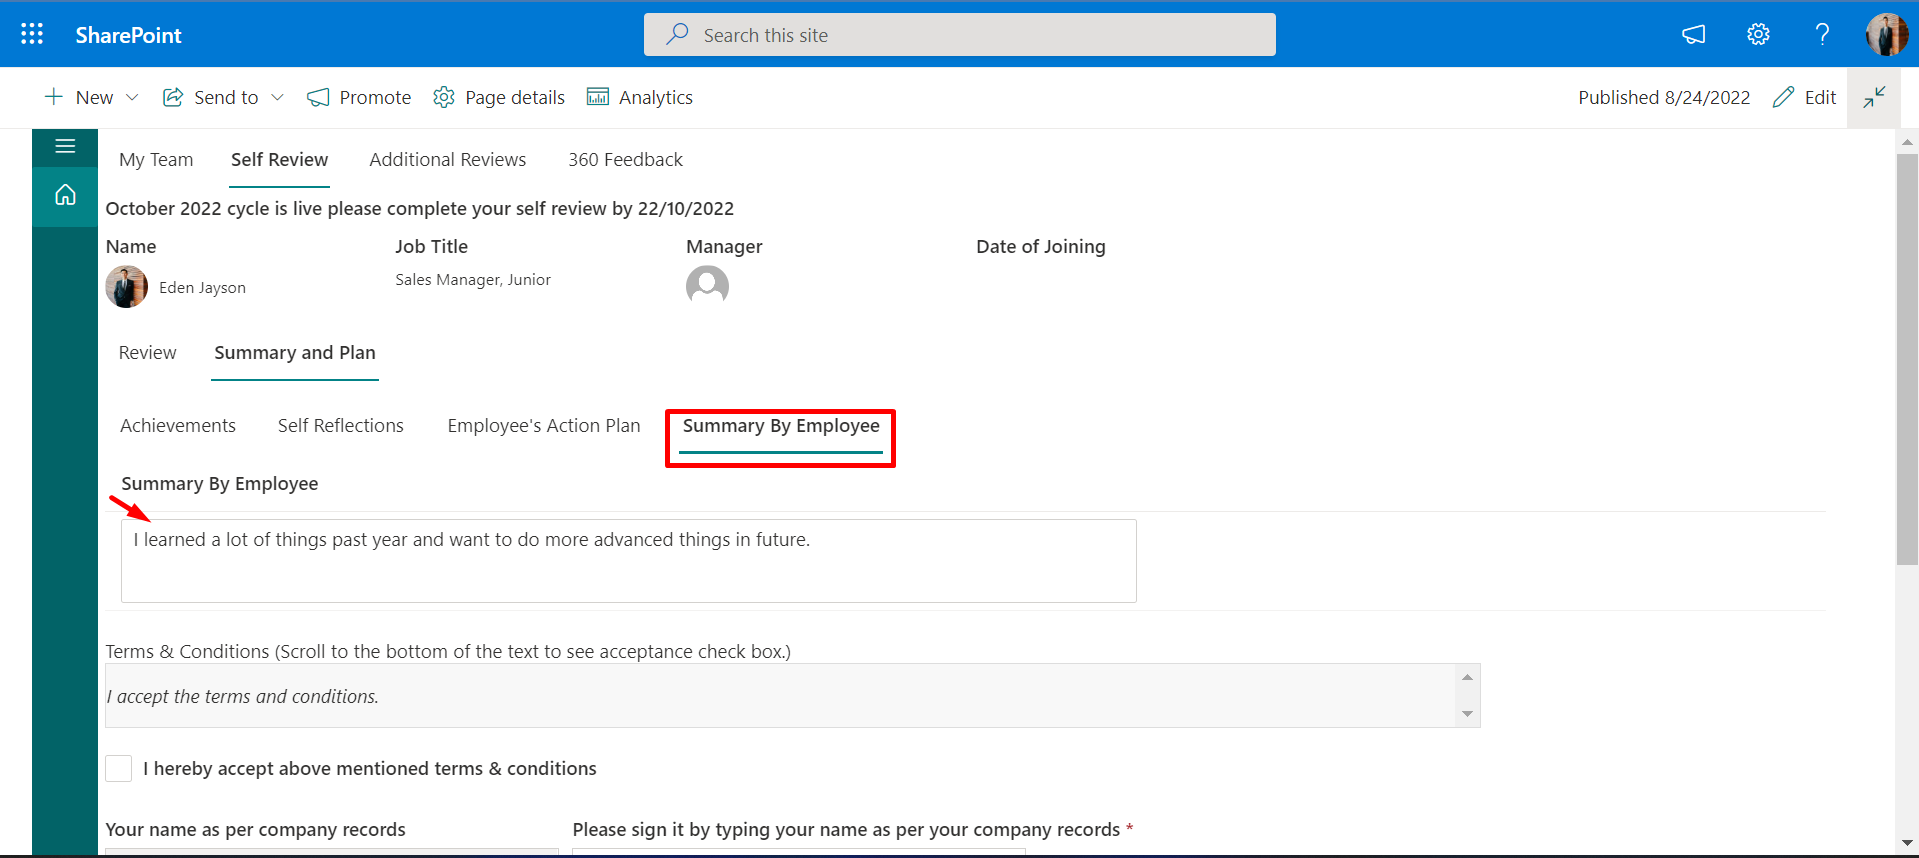 SharePoint
Search this site
New
Send to
Promote
Page details
Analytics
Published 8/24/2022
Edit
My Team
Self Review
Additional Reviews
360 Feedback
October 2022 cycle is live please complete your self review by 22/10/2022
Name
Job Title
Manager
Date of Joining
Eden Jayson
Sales Manager, Junior
Review
Summary and Plan
Achievements
Self Reflections
Employee's Action Plan
Summary By Employee
Summary By Employee
I learned a lot of things past year and want to do more advanced things in future.
Terms & Conditions (Scroll to the bottom of the text to see acceptance check box.)
I accept the terms and conditions.
I hereby accept above mentioned terms & conditions
Your name as per company records
Please sign it by typing your name as per your company records *